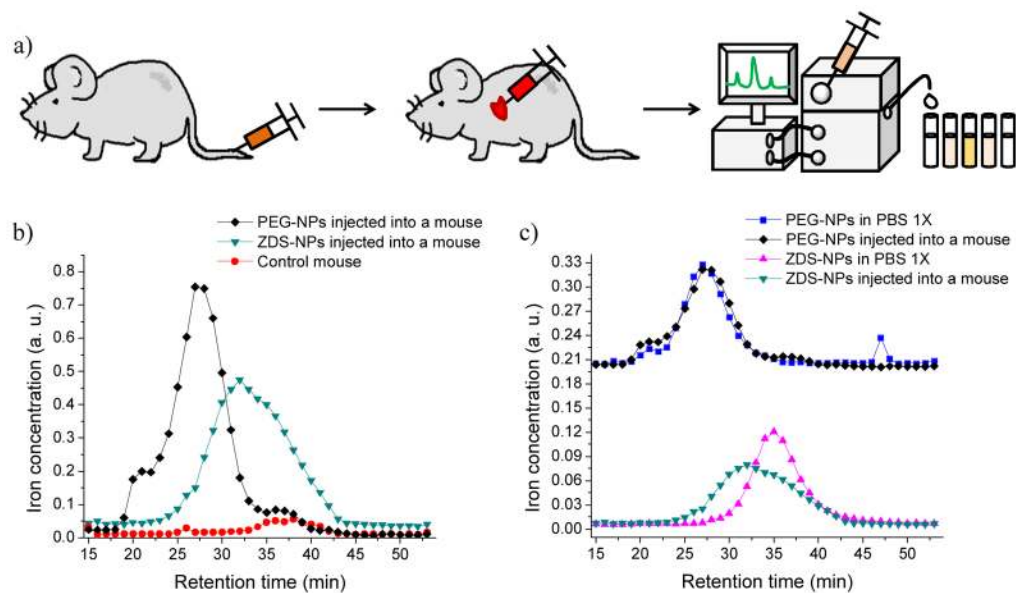 a)
b)
PEG-NPs injected into a mouse
ZDS-NPs injected into a mouse
Control mouse
Iron concentration (a. u.)
0.8
0.7
0.6
0.5
0.4
0.3
0.2
0.1
0.0
15 20 25 30 35 40 45 50
Retention time (min)
c)
PEG-NPs in PBS 1X
PEG-NPs injected into a mouse
ZDS-NPs in PBS 1X
ZDS-NPs injected into a mouse
Iron concentration (a. u.)
0.33
0.30
0.27
0.24
0.21
0.18
0.15
0.12
0.09
0.06
0.03
0.00
15 20 25 30 35 40 45 50
Retention time (min)